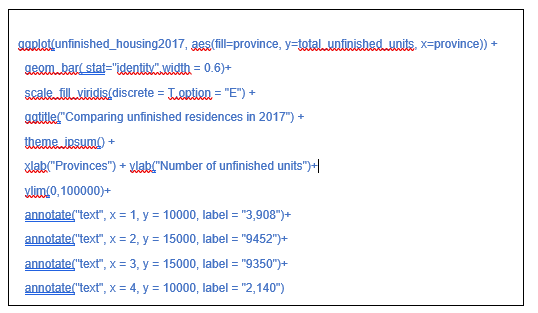 ggplot(unfinished_housing2017, aes(fill=province, y=total_unfinished_units, x=province)) +
geom_bar( stat="identity",width = 0.6)+
scale_fill_viridis(discrete = T,option = "E") +
ggtitle("Comparing unfinished residences in 2017") +
theme_ipsum() +
xlab("Provinces") + ylab("Number of unfinished units")+
ylim(0,100000)+
annotate("text", x = 1, y = 10000, label = "3,908")+
annotate("text", x = 2, y = 15000, label = "9452")+
annotate("text", x = 3, y = 15000, label = "9350")+
annotate("text", x = 4, y = 10000, label = "2,140")